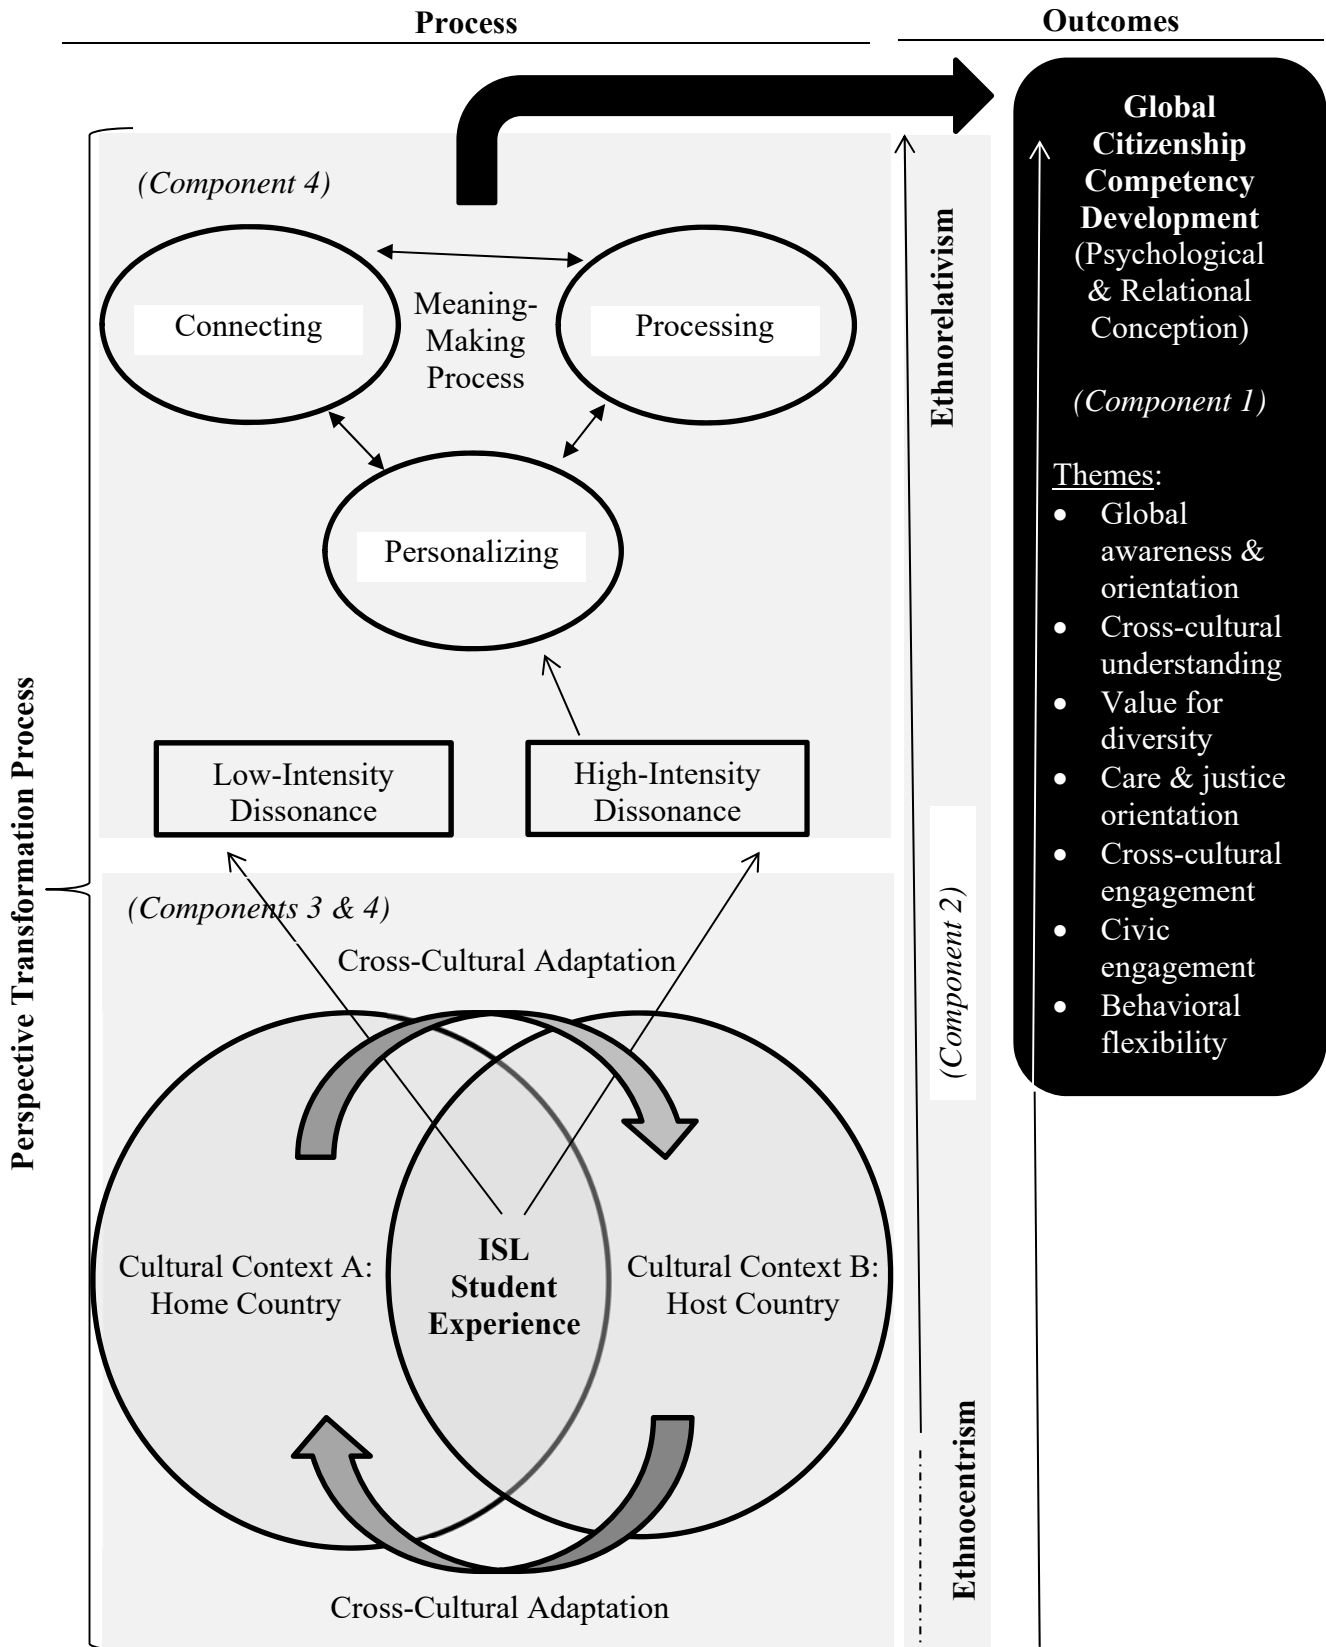 Process
Outcomes
Perspective Transformation Process
(Component 4)
Connecting
Meaning-
Making
Process
Processing
Personalizing
Low-Intensity
Dissonance
High-Intensity
Dissonance
(Components 3 & 4)
Cross-Cultural Adaptation
Cultural Context A:
Home Country
ISL
Student
Experience
Cultural Context B:
Host Country
Cross-Cultural Adaptation
Ethnorelativism
(Component 2)
Ethnocentrism
Global
Citizenship
Competency
Development
(Psychological
& Relational
Conception)
(Component 1)
Themes:
• Global
awareness &
orientation
• Cross-cultural
understanding
• Value for
diversity
• Care & justice
orientation
• Cross-cultural
engagement
• Civic
engagement
• Behavioral
flexibility